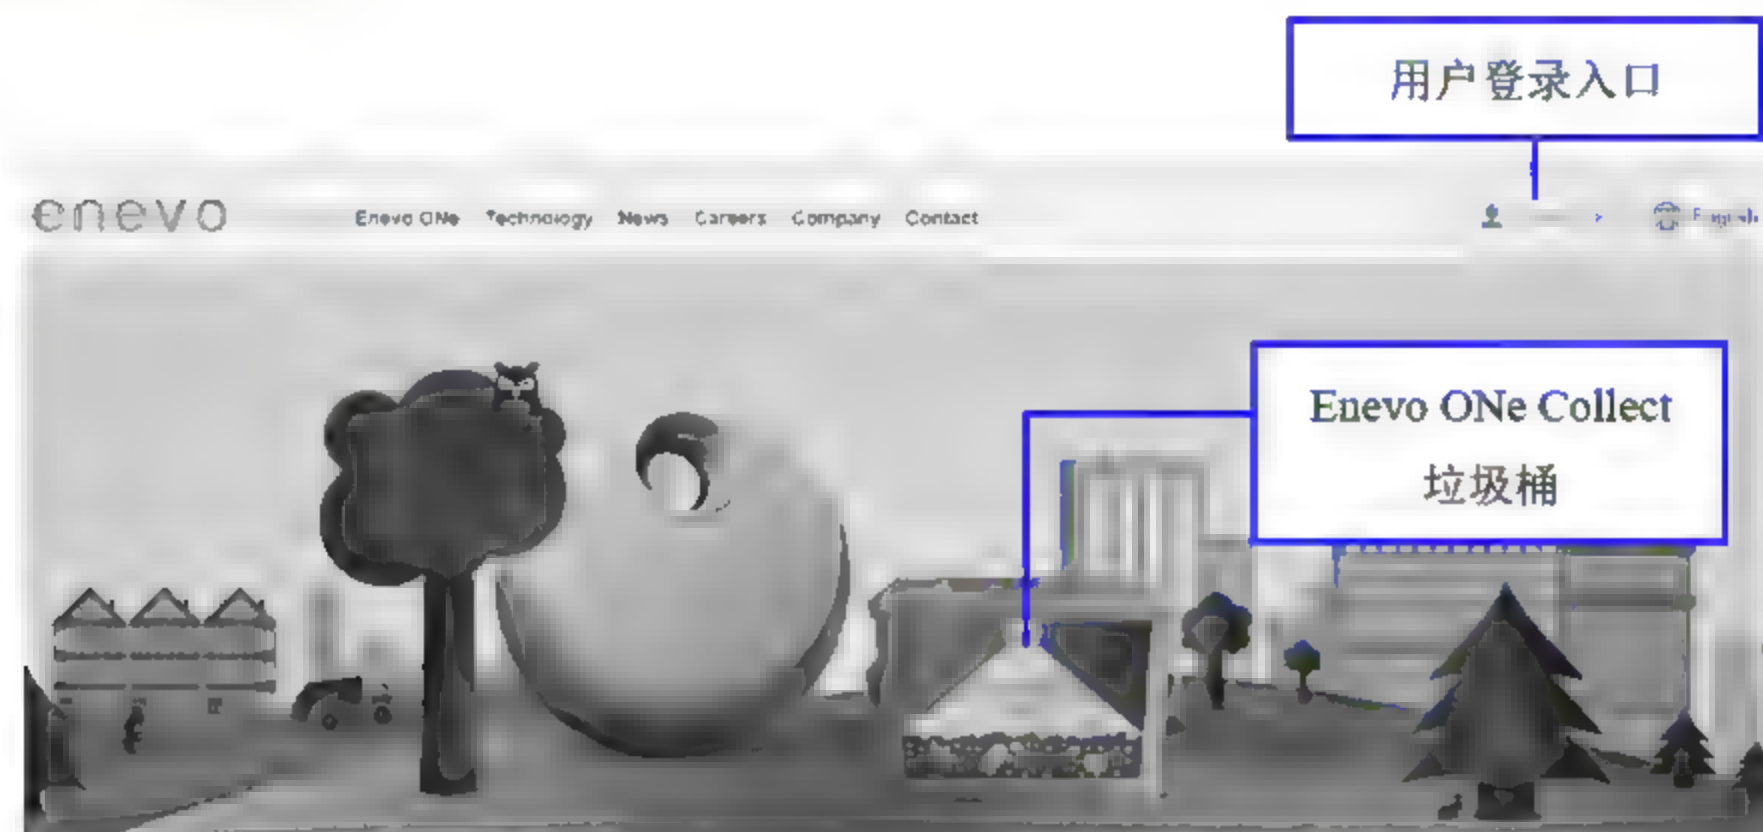 用户登录入口
enevo
Enevo ONe Technology News Careers Company Contact
English
Enevo ONe Collect
垃圾桶